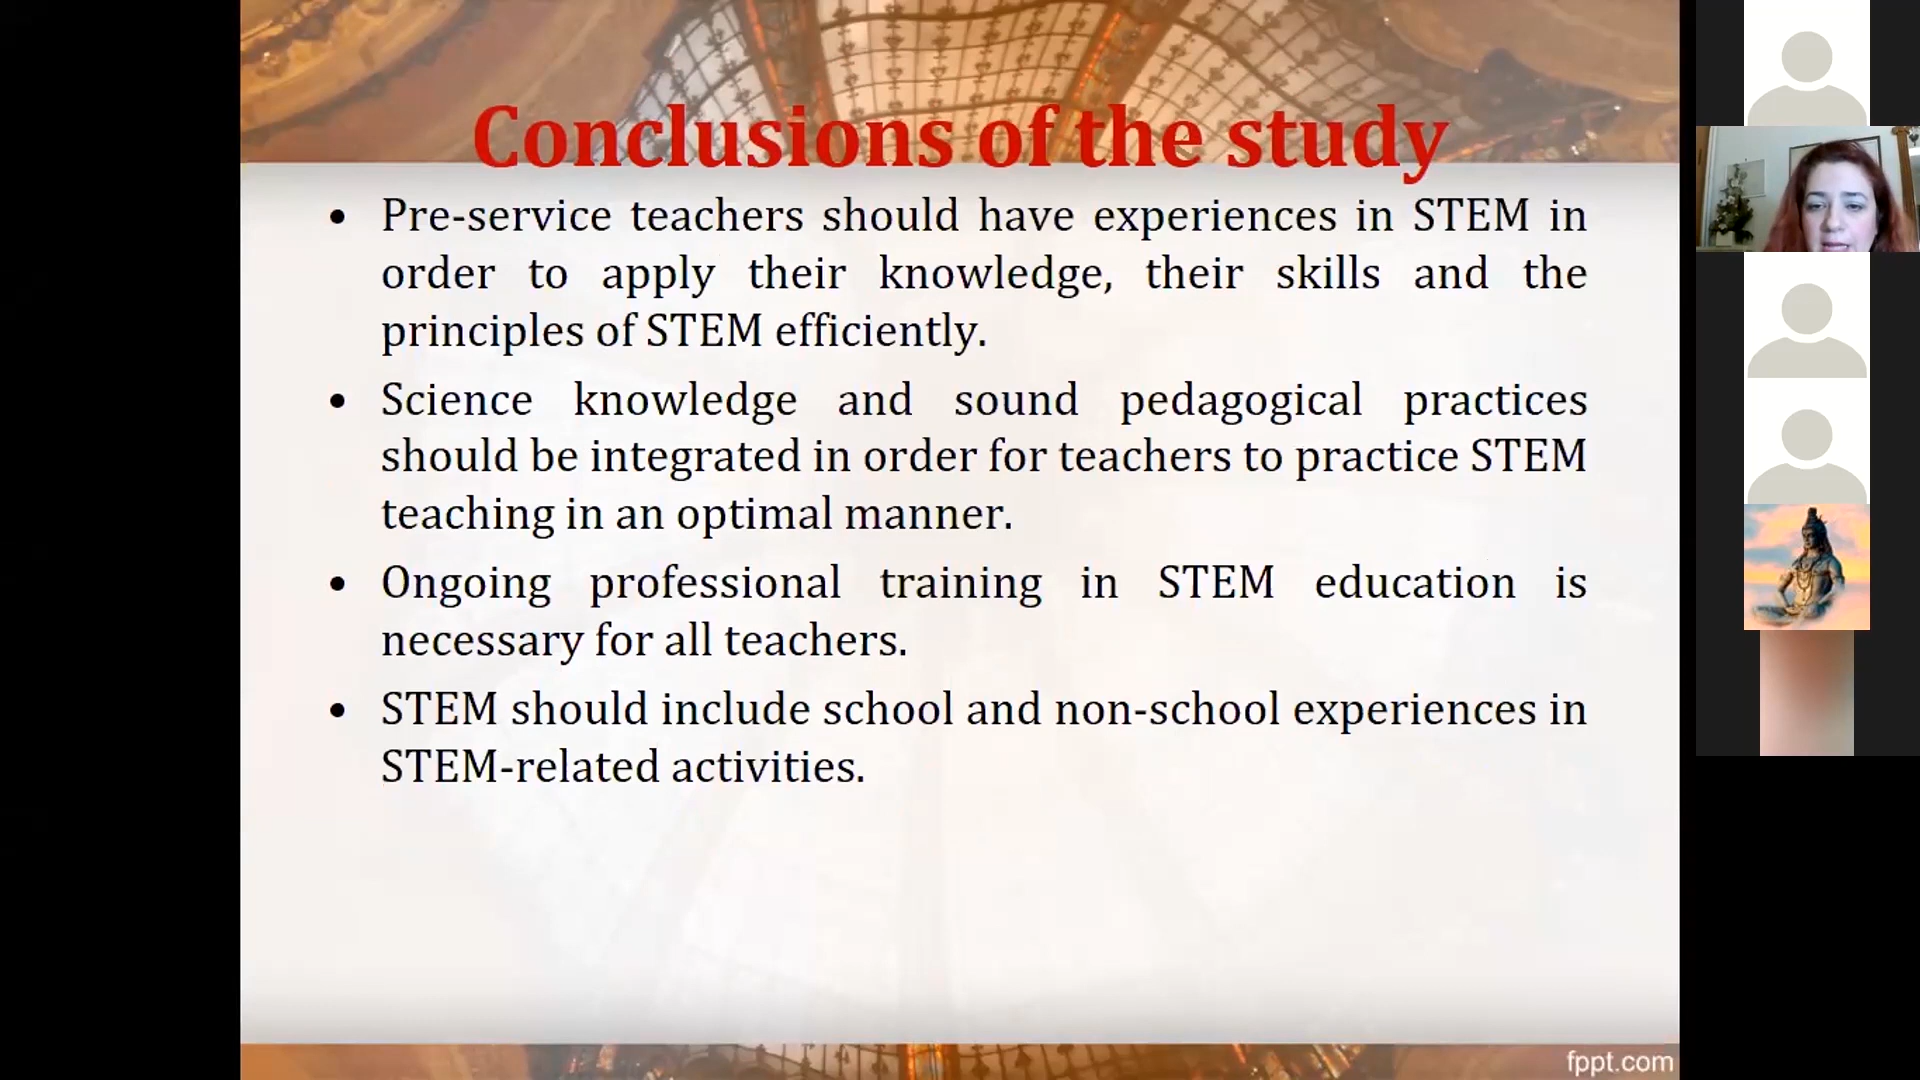 Conclusions of the study
• Pre-service teachers should have experiences in STEM in
order to apply their knowledge, their skills and the
principles of STEM efficiently.
• Science knowledge and sound pedagogical practices
should be integrated in order for teachers to practice STEM
teaching in an optimal manner.
• Ongoing professional training in STEM education is
necessary for all teachers.
• STEM should include school and non-school experiences in
STEM-related activities.
fppt.com